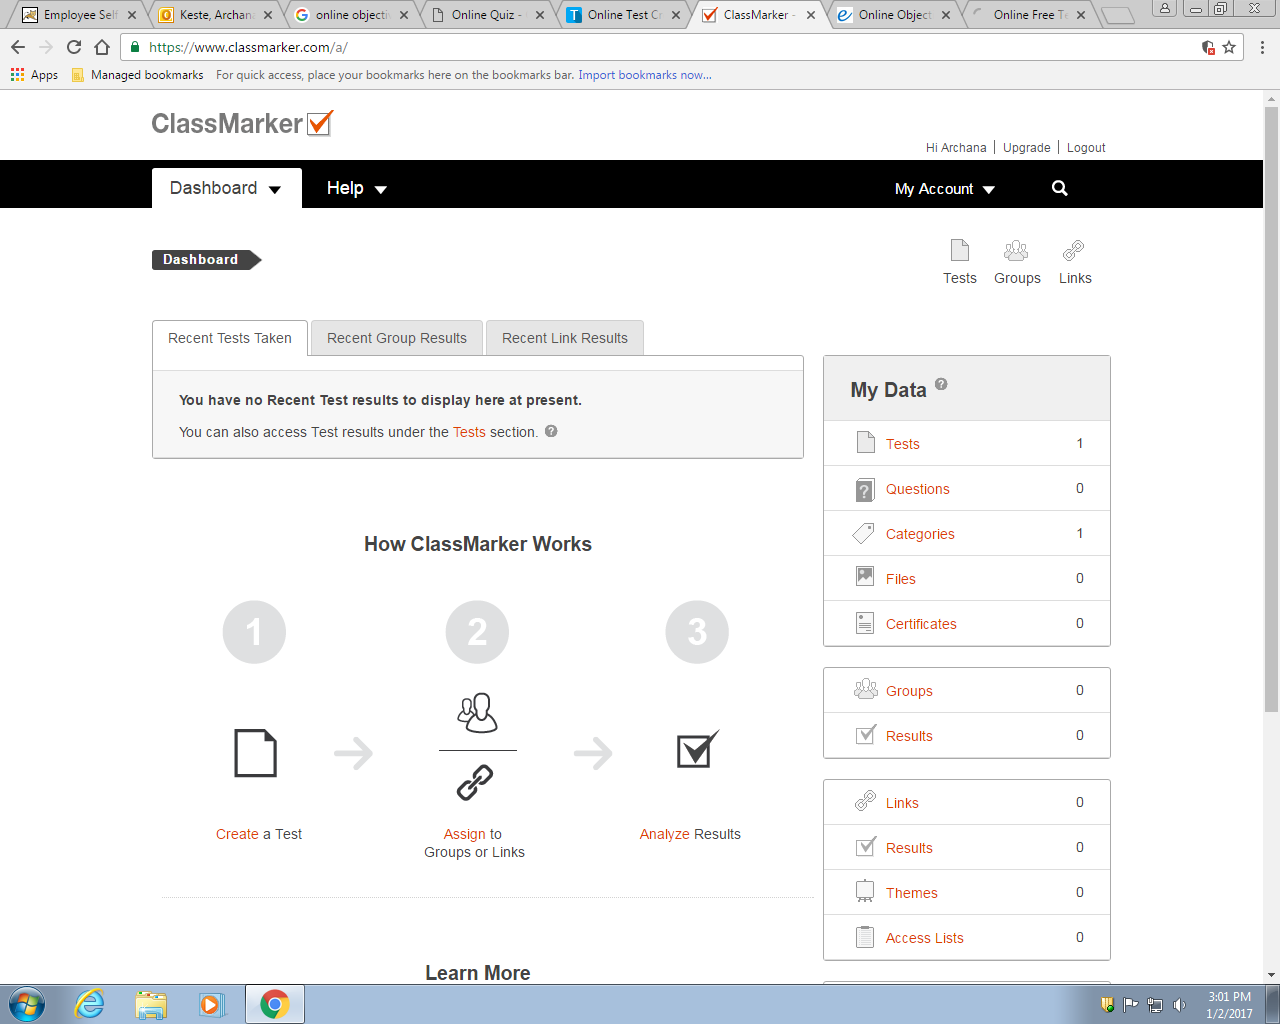 Employee Sel
Keste, Archan
online objecti
Online Quiz -
Online Test C
ClassMarker -
Online Object
Online Free T
https://www.classmarker.com/a/
Apps
Managed bookmarks
For quick access, place your bookmarks here on the bookmarks bar. Import bookmarks now...
ClassMarker
Hi Archana | Upgrade | Logout
Dashboard
Help
My Account
Dashboard
Tests
Groups
Links
Recent Tests Taken
Recent Group Results
Recent Link Results
You have no Recent Test results to display here at present.
You can also access Test results under the Tests section. ?
My Data ?
Tests 1
? Questions 0
Categories 1
Files 0
Certificates 0
Groups 0
Results 0
Links 0
Results 0
Themes 0
Access Lists 0
How ClassMarker Works
1
2
3
Create a Test
Assign to
Groups or Links
Analyze Results
Learn More
3:01 PM
1/2/2017